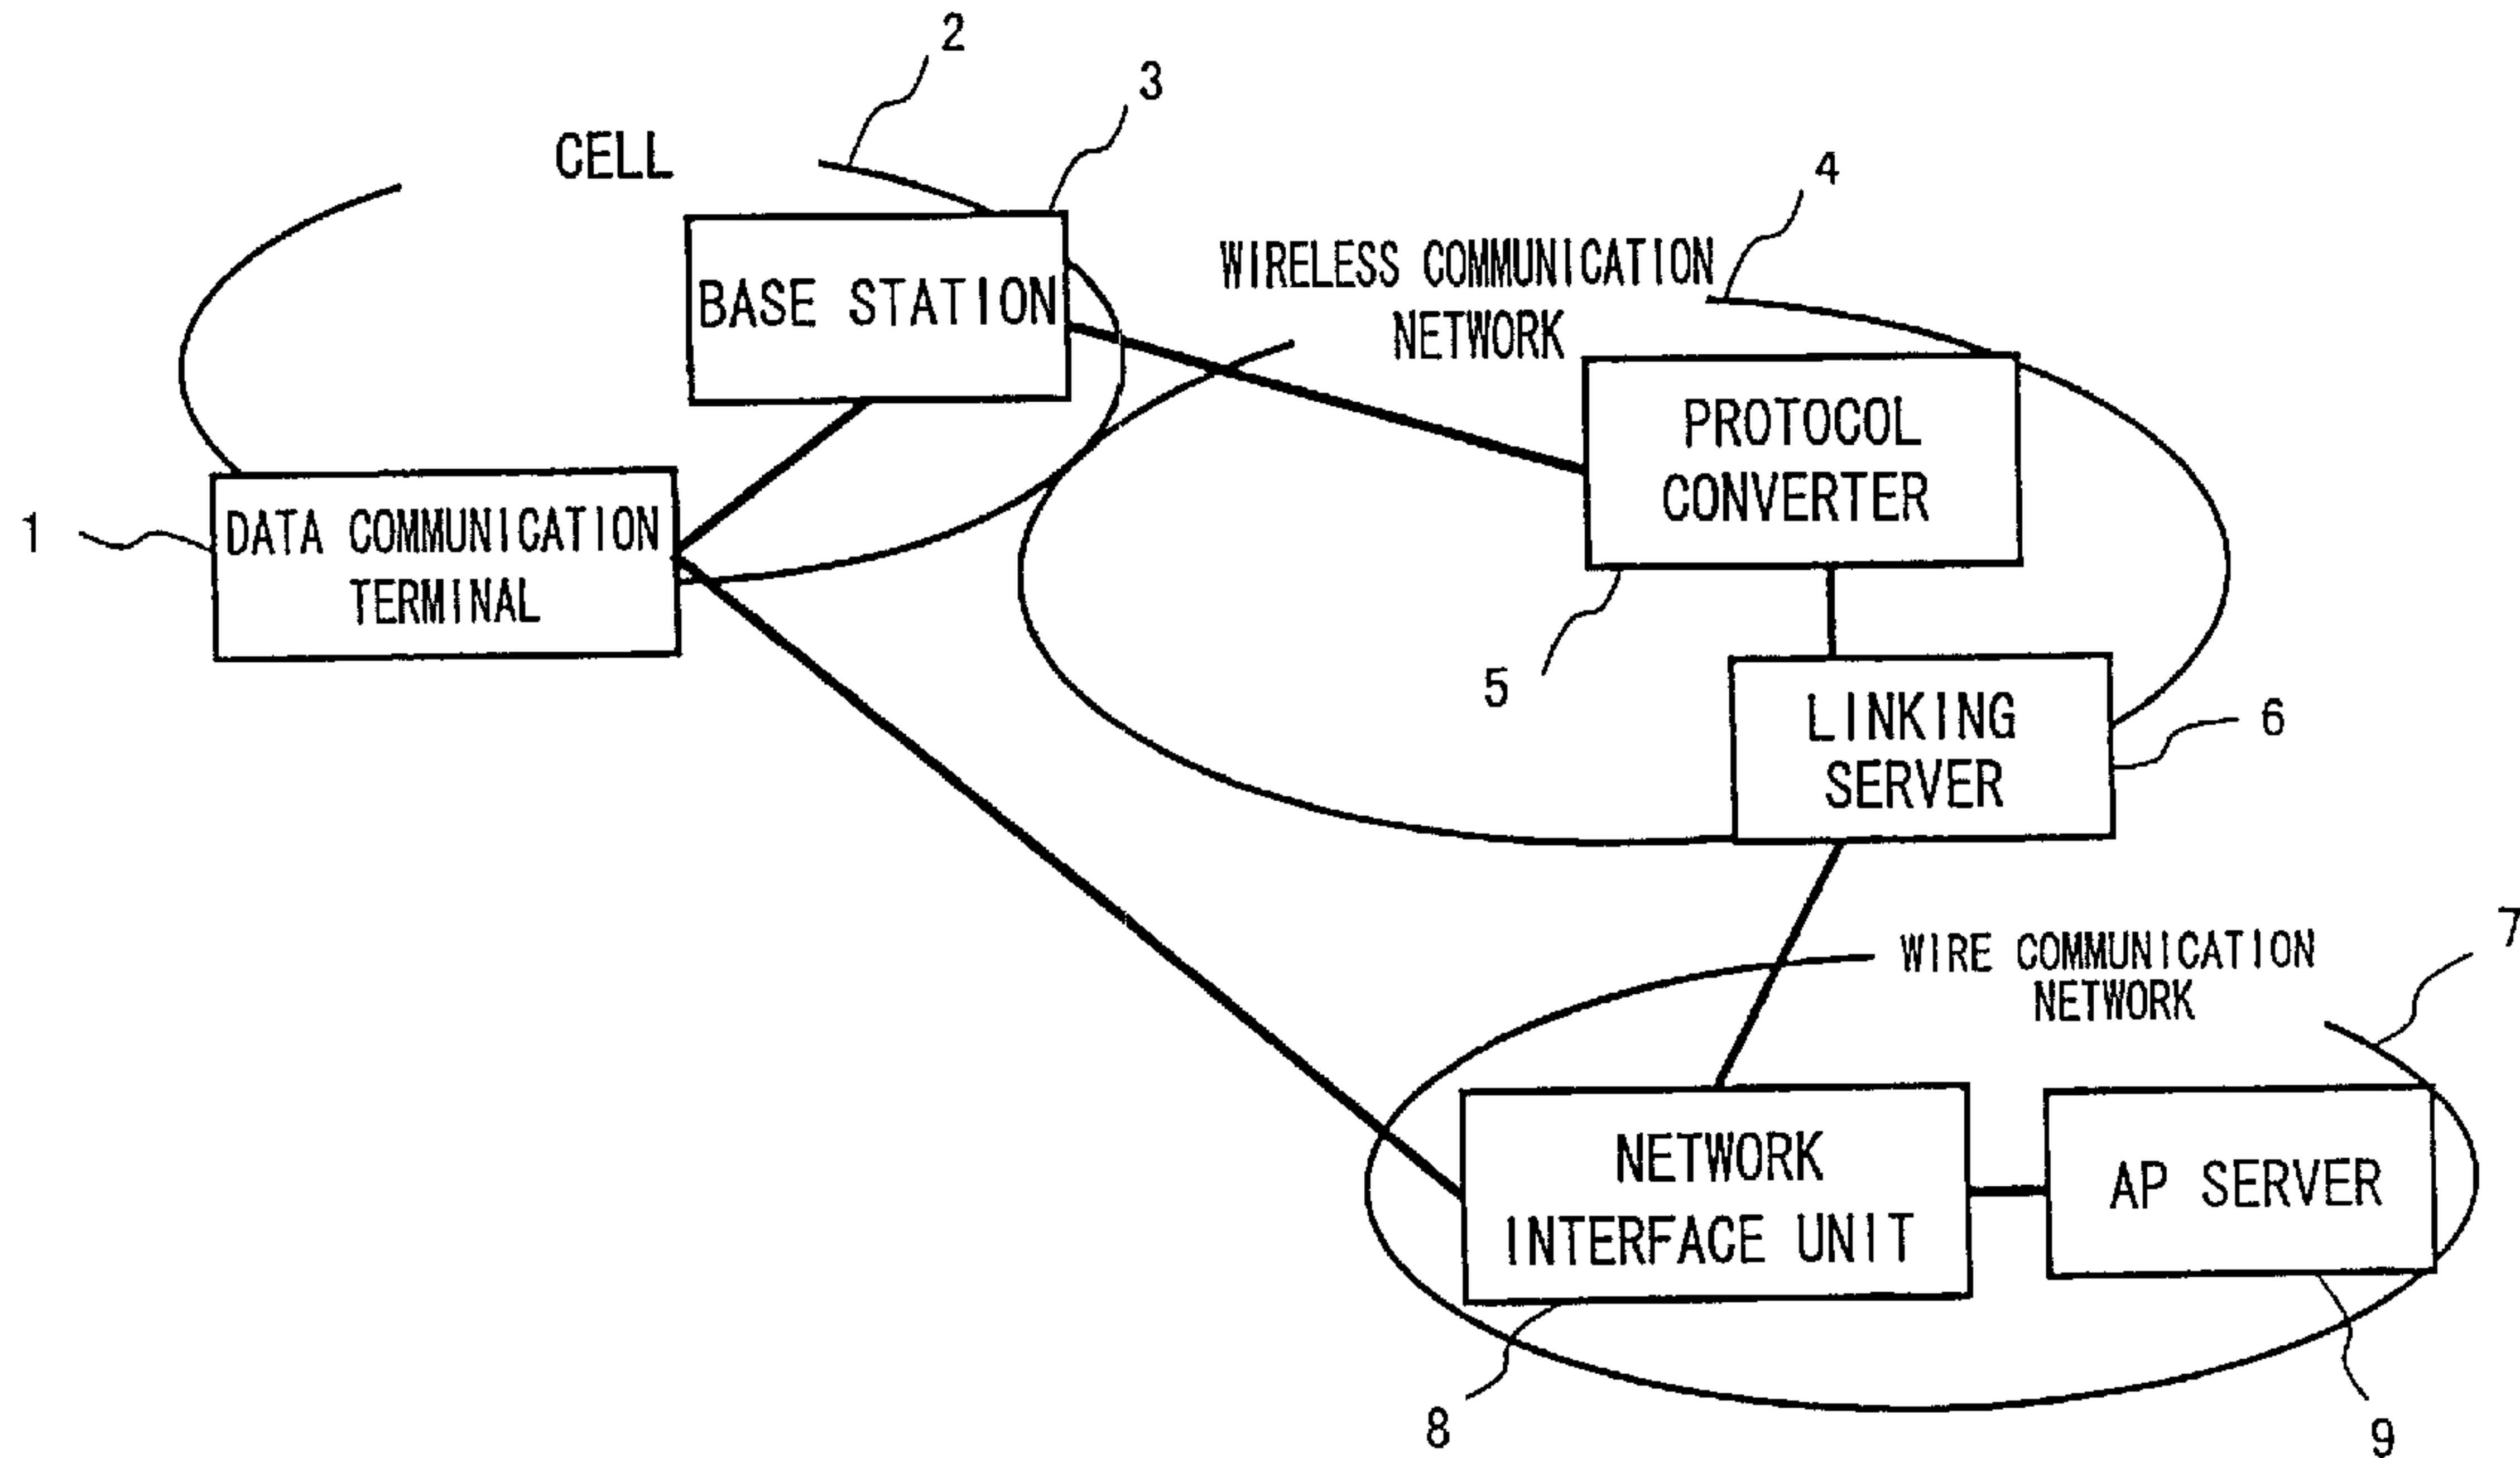 2
3
CELL
4
BASE STATION
WIRELESS COMMUNICATION
NETWORK
PROTOCOL
CONVERTER
1
DATA COMMUNICATION
TERMINAL
5
LINKING
SERVER
6
7
WIRE COMMUNICATION
NETWORK
NETWORK
INTERFACE UNIT
AP SERVER
8
9